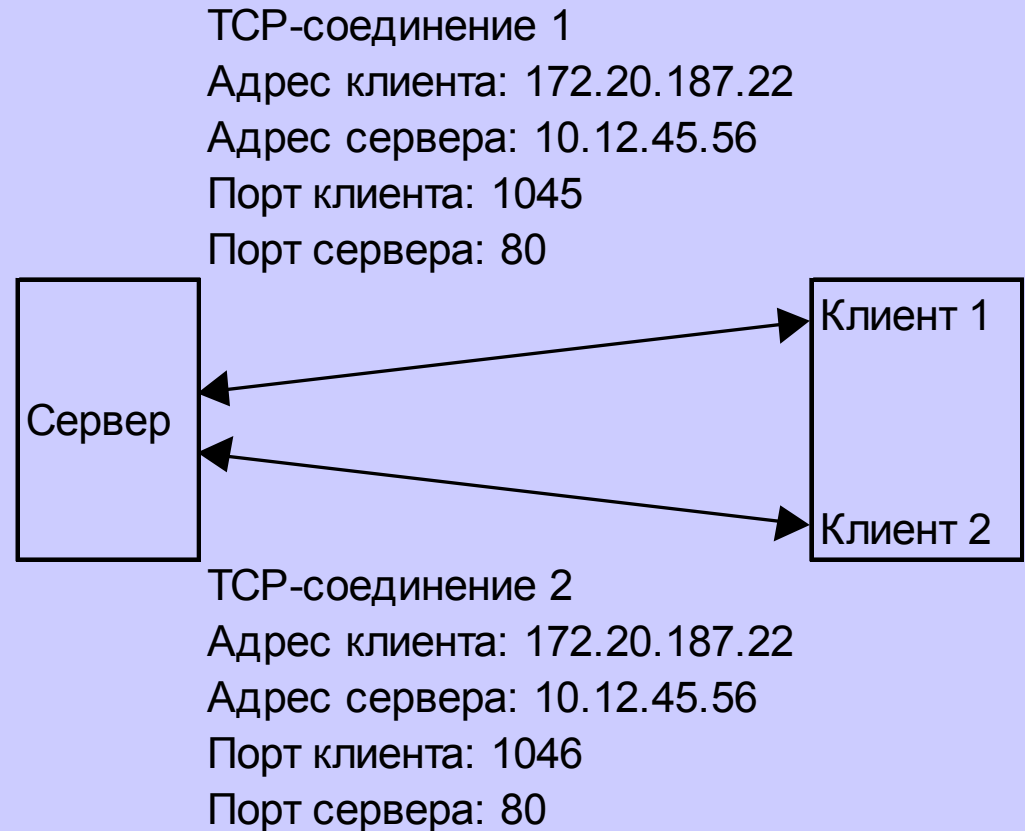 TCP-соединение 1
Адрес клиента: 172.20.187.22
Адрес сервера: 10.12.45.56
Порт клиента: 1045
Порт сервера: 80
Клиент 1
Сервер
Клиент 2
TCP-соединение 2
Адрес клиента: 172.20.187.22
Адрес сервера: 10.12.45.56
Порт клиента: 1046
Порт сервера: 80